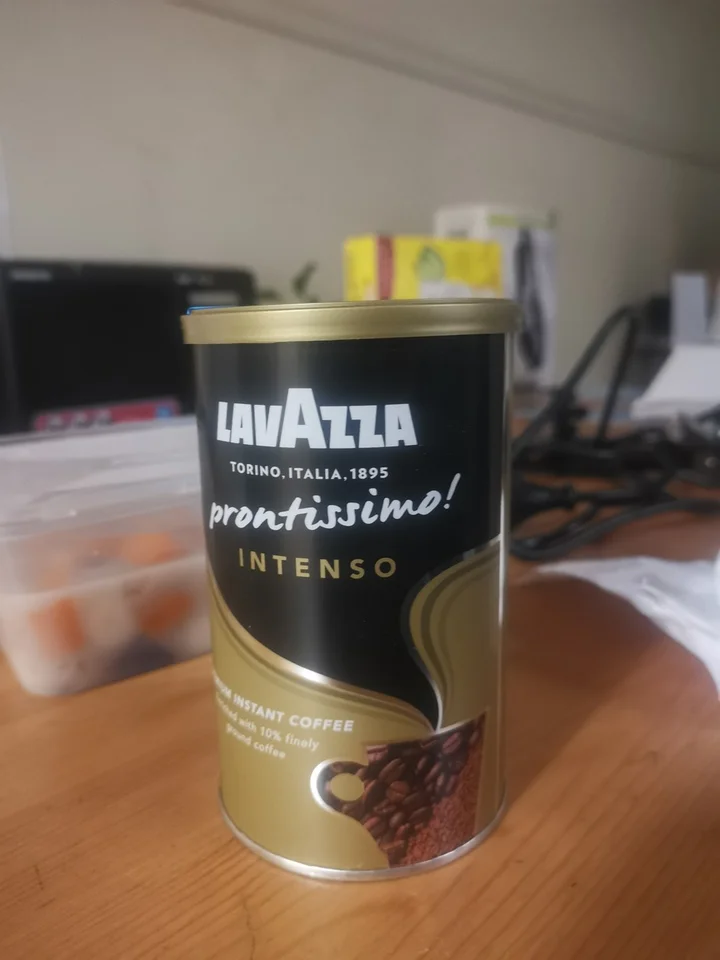 LAVAZZA
TORINO, ITALIA, 1895
prontissimo!
INTENSO
INSTANT COFFEE
with 10% finely
ground coffee